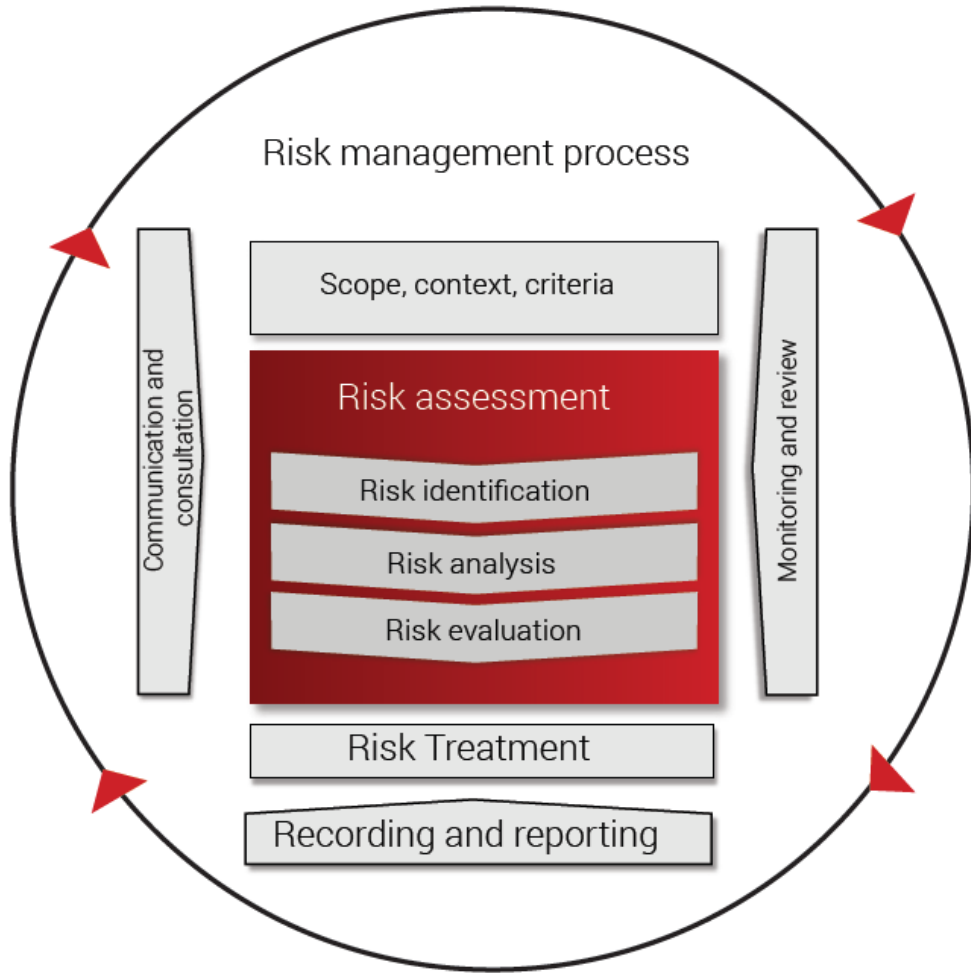 Risk management process
Scope, context, criteria
Communication and
consultation
Risk assessment
Risk identification
Risk analysis
Risk evaluation
Monitoring and review
Risk Treatment
Recording and reporting